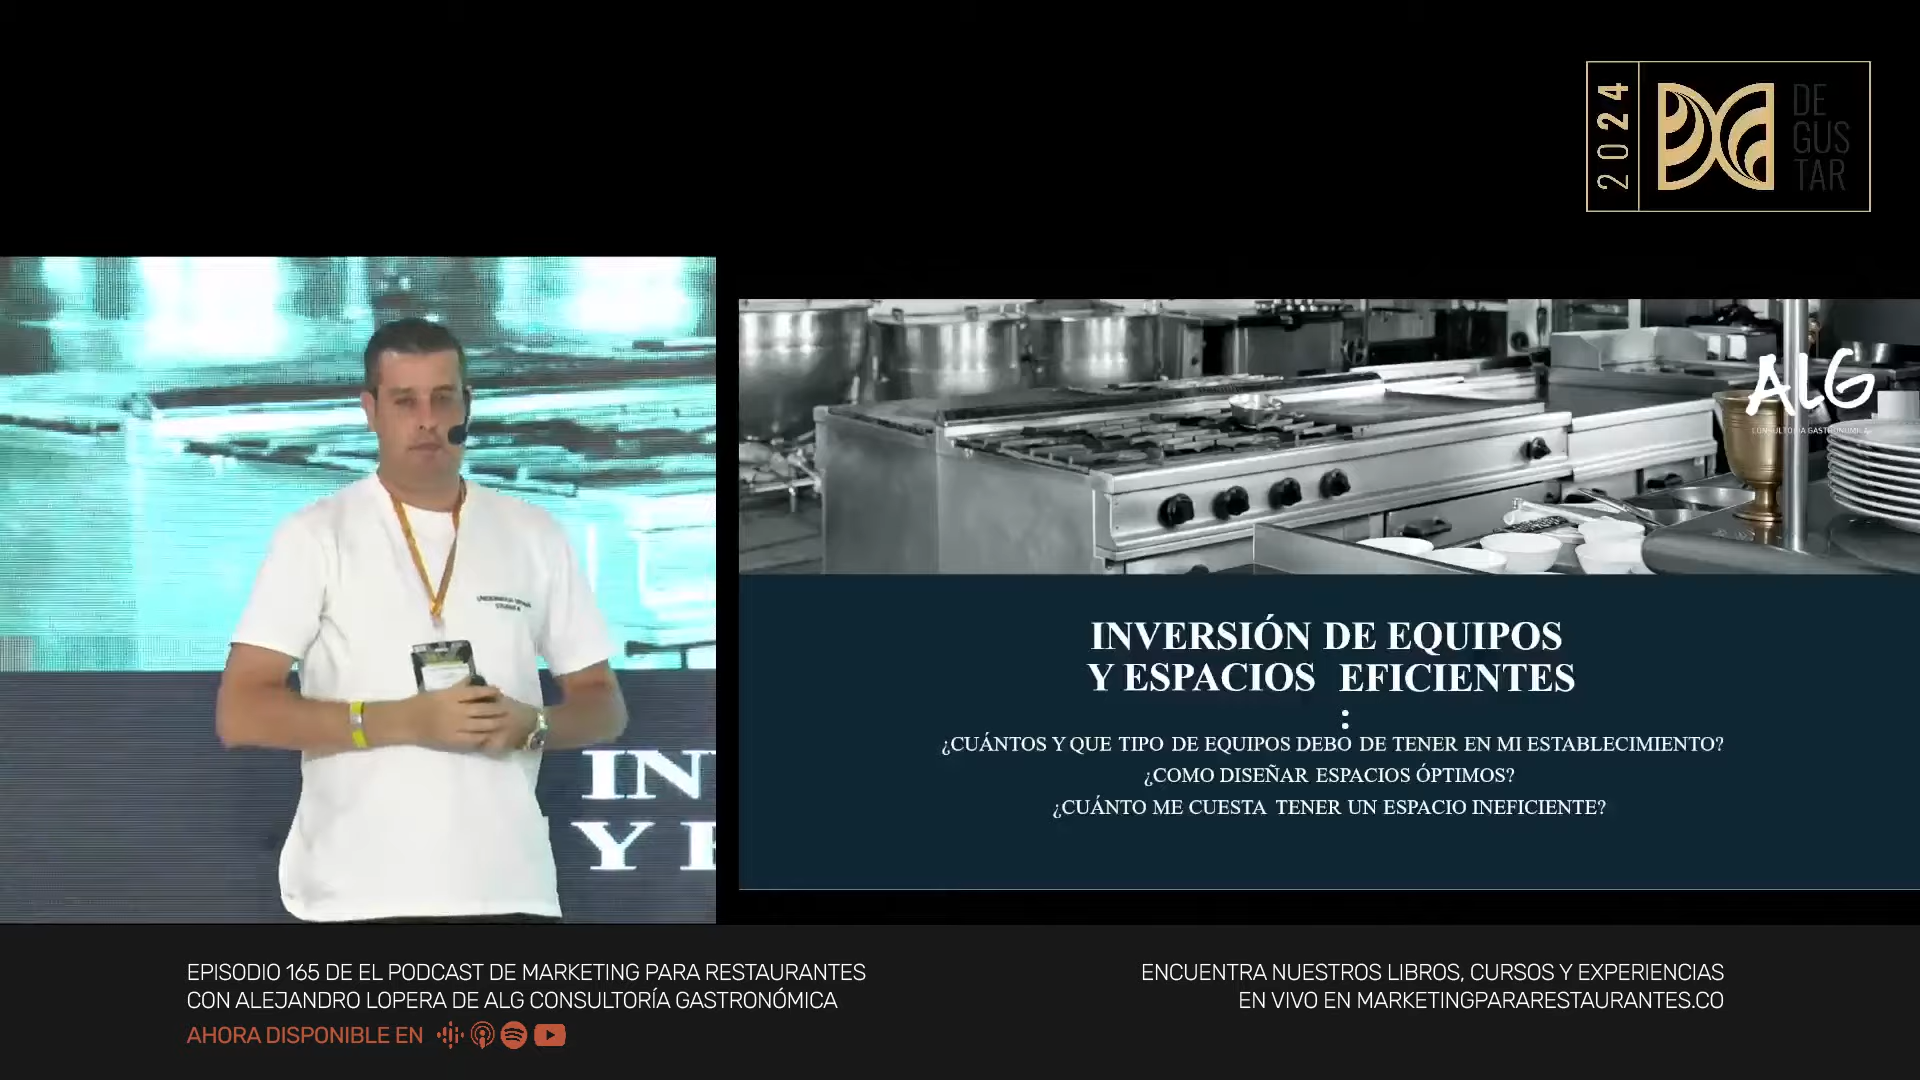 2024
DE
GUS
TAR
ALG
CONSULTORÍA GASTRONÓMICA
INVERSIÓN DE EQUIPOS
Y ESPACIOS EFICIENTES
:
¿CUÁNTOS Y QUE TIPO DE EQUIPOS DEBO DE TENER EN MI ESTABLECIMIENTO?
¿COMO DISEÑAR ESPACIOS ÓPTIMOS?
¿CUÁNTO ME CUESTA TENER UN ESPACIO INEFICIENTE?
IN
Y E
EPISODIO 165 DE EL PODCAST DE MARKETING PARA RESTAURANTES
CON ALEJANDRO LOPERA DE ALG CONSULTORÍA GASTRONÓMICA
AHORA DISPONIBLE EN
ENCUENTRA NUESTROS LIBROS, CURSOS Y EXPERIENCIAS
EN VIVO EN MARKETINGPARARESTAURANTES.CO